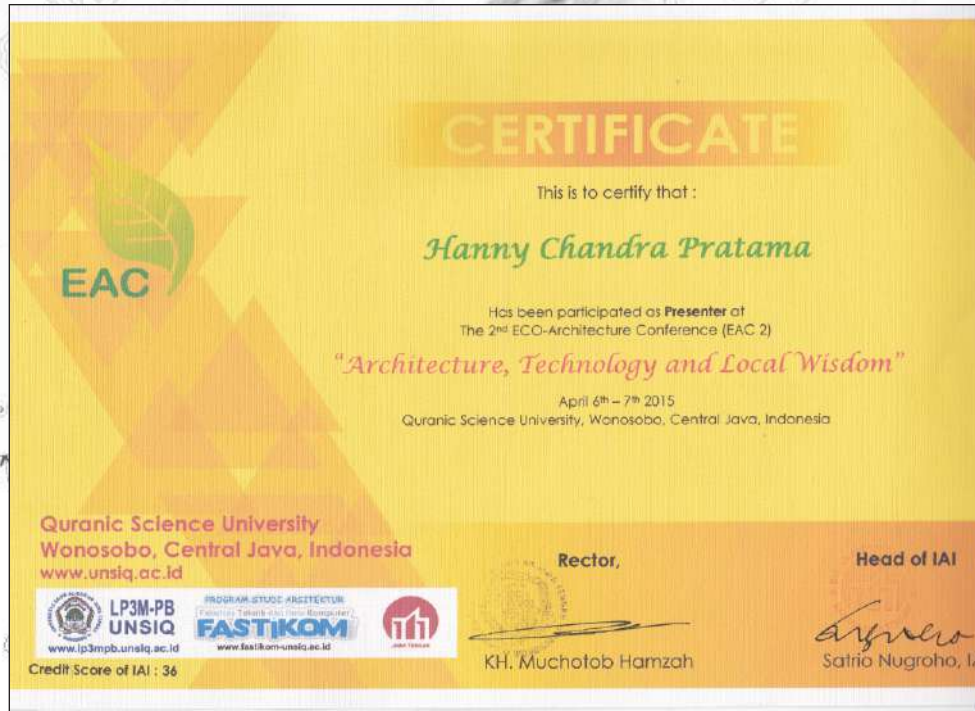 CERTIFICATE
This is to certify that :
Hanny Chandra Pratama
Has been participated as Presenter at
The 2nd ECO-Architecture Conference (EAC 2)
"Architecture, Technology and Local Wisdom"
April 6th – 7th 2015
Quranic Science University, Wonosobo, Central Java, Indonesia
EAC
Quranic Science University
Wonosobo, Central Java, Indonesia
www.unsiq.ac.id
LP3M-PB
UNSIQ
www.lp3mpb.unsiq.ac.id
PROGRAM STUDI ARSITEKTUR
FASTIKOM
www.fastikom-unsiq.ac.id
JAWA TENGAH
Credit Score of IAI : 36
Rector,
KH. Muchotob Hamzah
Head of IAI
Satrio Nugroho,